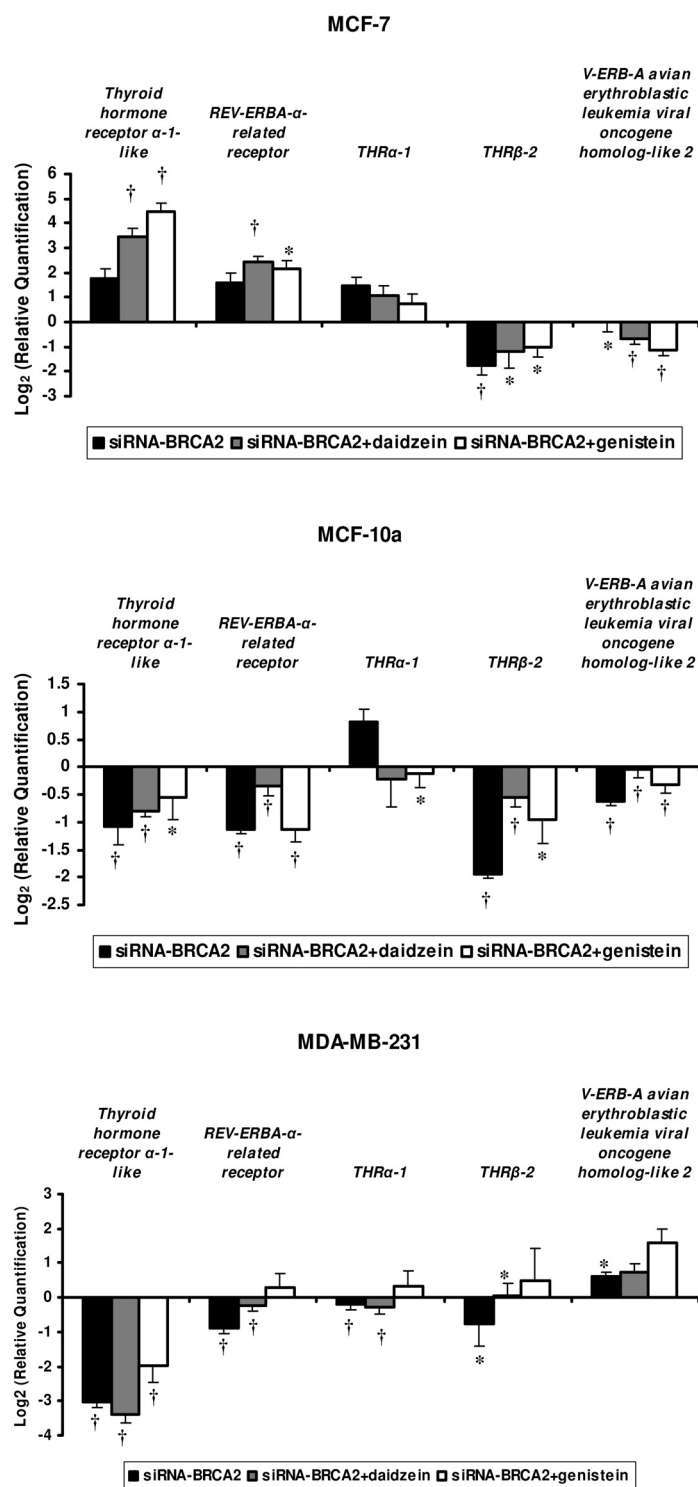 MCF-7
Thyroid
hormone
receptor α-1-
like
REV-ERBA-α-
related
receptor
THRα-1
THRβ-2
V-ERB-A avian
erythroblastic
leukemia viral
oncogene
homolog-like 2
Log₂ (Relative Quantification)
6
5
4
3
2
1
0
-1
-2
-3
† † † * † * * * † †
siRNA-BRCA2 siRNA-BRCA2+daidzein siRNA-BRCA2+genistein
MCF-10a
Thyroid
hormone
receptor α-1-
like
REV-ERBA-α-
related
receptor
THRα-1
THRβ-2
V-ERB-A avian
erythroblastic
leukemia viral
oncogene
homolog-like 2
Log₂ (Relative Quantification)
1.5
1
0.5
0
-0.5
-1
-1.5
-2
-2.5
† † * † † † * † † * † † †
siRNA-BRCA2 siRNA-BRCA2+daidzein siRNA-BRCA2+genistein
MDA-MB-231
Thyroid
hormone
receptor α-1-
like
REV-ERBA-α-
related
receptor
THRα-1
THRβ-2
V-ERB-A avian
erythroblastic
leukemia viral
oncogene
homolog-like 2
Log2 (Relative Quantification)
3
2
1
0
-1
-2
-3
-4
† † † † † † † * * *
siRNA-BRCA2 siRNA-BRCA2+daidzein siRNA-BRCA2+genistein